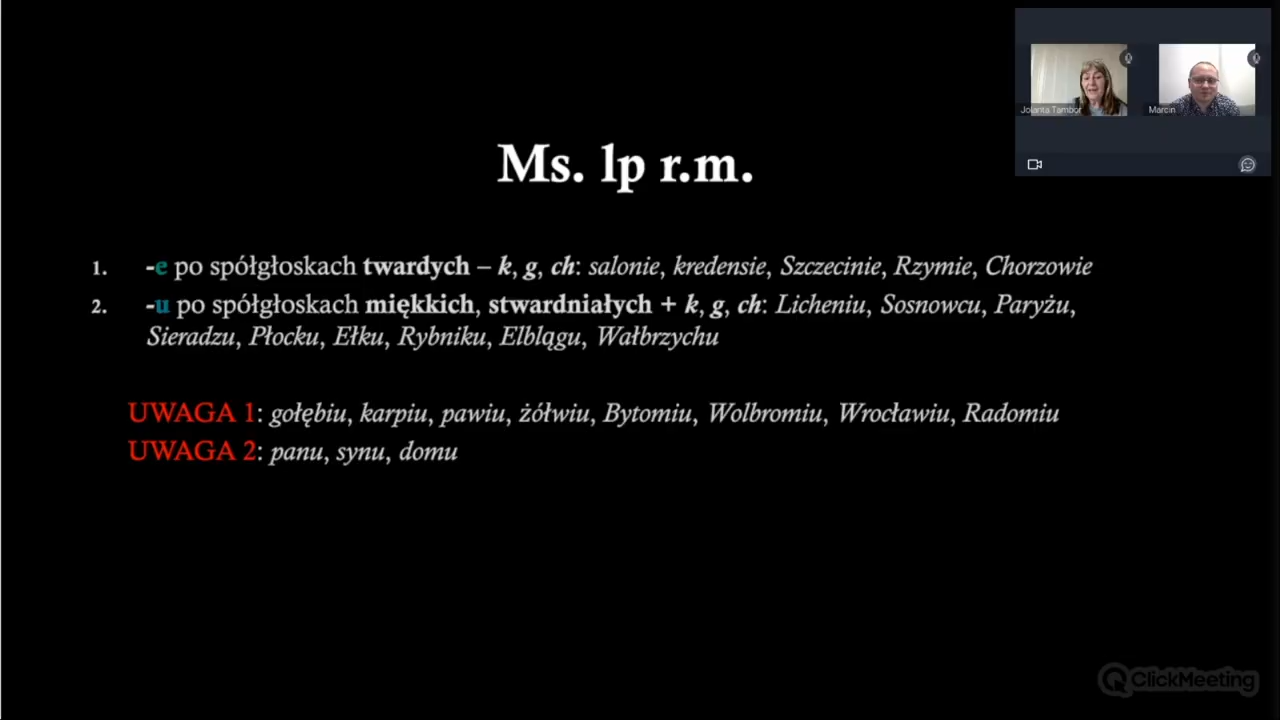 Jolanta Tambor
Marcin
Ms. lp r.m.
1. -e po spółgłoskach twardych – k, g, ch: salonie, kredensie, Szczecinie, Rzymie, Chorzowie
2. -u po spółgłoskach miękkich, stwardniałych + k, g, ch: Licheniu, Sosnowcu, Paryżu,
Sieradzu, Płocku, Ełku, Rybniku, Elblągu, Wałbrzychu
UWAGA 1: gołębiu, karpiu, pawiu, żółwiu, Bytomiu, Wolbromiu, Wrocławiu, Radomiu
UWAGA 2: panu, synu, domu
ClickMeeting